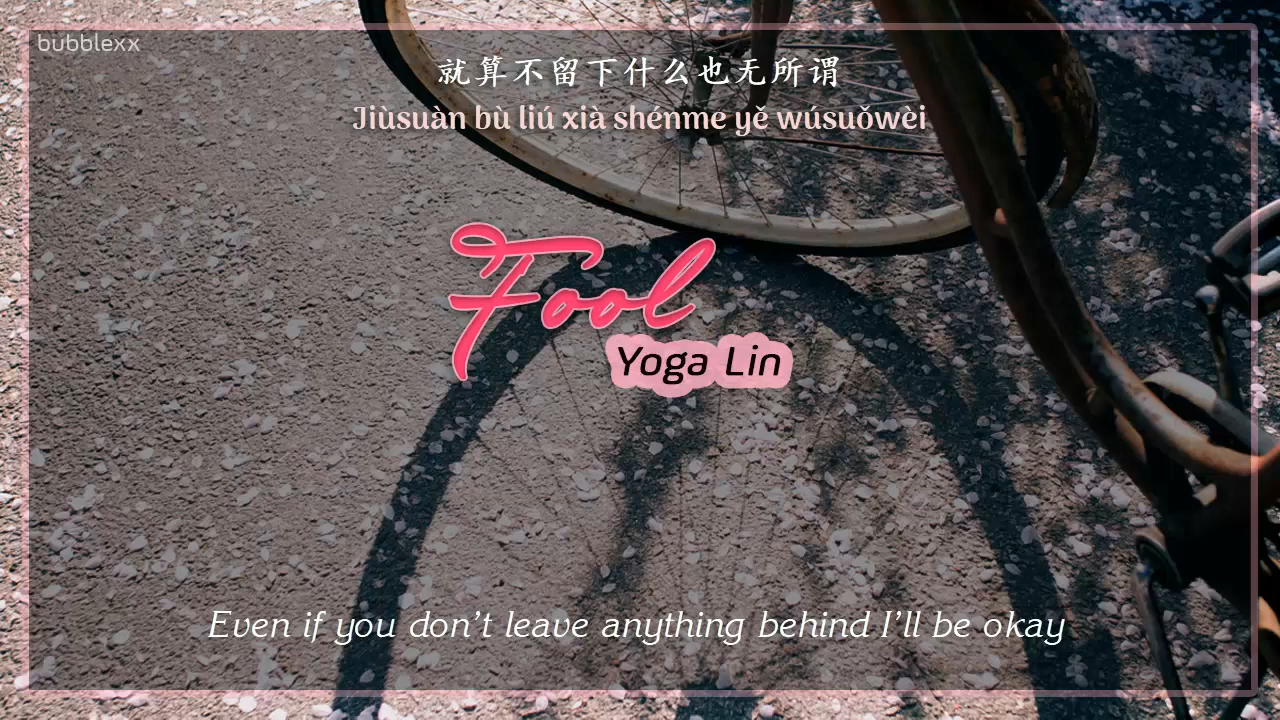 bubblexx
就算不留下什么也无所谓
Jiùsuàn bù liú xià shénme yě wúsuǒwèi
Fool
Yoga Lin
Even if you don't leave anything behind I'll be okay